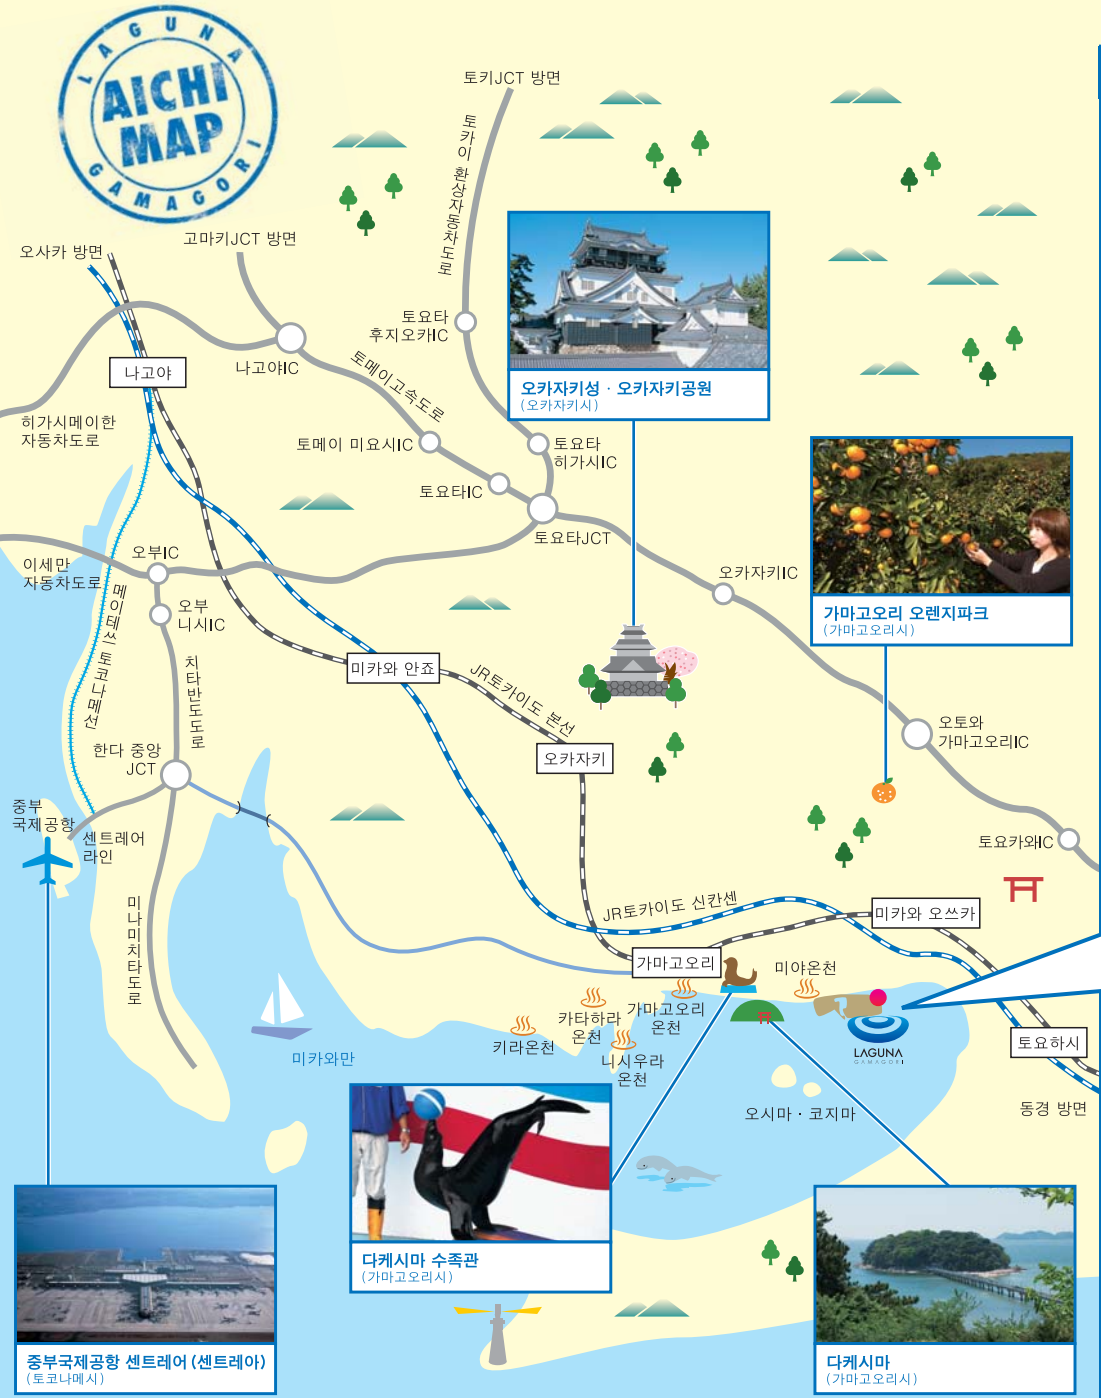 LAGUNA
AICHI
MAP
GAMAGORI
토키JCT 방면
토카이 환상자동차도로
고마키JCT 방면
오사카 방면
토요타
후지오카IC
나고야IC
나고야
토메이고속도로
오카자키성 · 오카자키공원
(오카자키시)
히가시메이한
자동차도로
토메이 미요시IC
토요타
히가시IC
토요타IC
토요타JCT
오부IC
이세만
자동차도로
오카자키IC
오부
니시IC
메이테쯔 토코나메선
가마고오리 오렌지파크
(가마고오리시)
치타반도도로
미카와 안죠
JR토카이도 본선
한다 중앙
JCT
오카자키
오토와
가마고오리IC
중부
국제공항
센트레어
라인
토요카와IC
미나미치타도로
JR토카이도 신칸센
미카와 오쓰카
가마고오리
미야온천
가마고오리
온천
카타하라
온천
키라온천
니시우라
온천
미카와만
LAGUNA
GAMAGORI
토요하시
오시마 · 코지마
동경 방면
다케시마 수족관
(가마고오리시)
중부국제공항 센트레어 (센트레아)
(토코나메시)
다케시마
(가마고오리시)